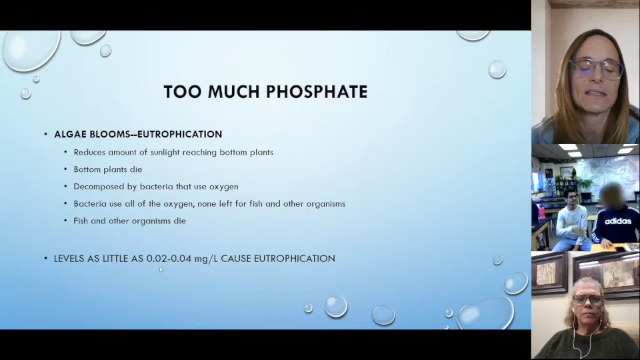 TOO MUCH PHOSPHATE
• ALGAE BLOOMS--EUTROPHICATION
• Reduces amount of sunlight reaching bottom plants
• Bottom plants die
• Decomposed by bacteria that use oxygen
• Bacteria use all of the oxygen, none left for fish and other organisms
• Fish and other organisms die
• LEVELS AS LITTLE AS 0.02-0.04 mg/L CAUSE EUTROPHICATION
adidas